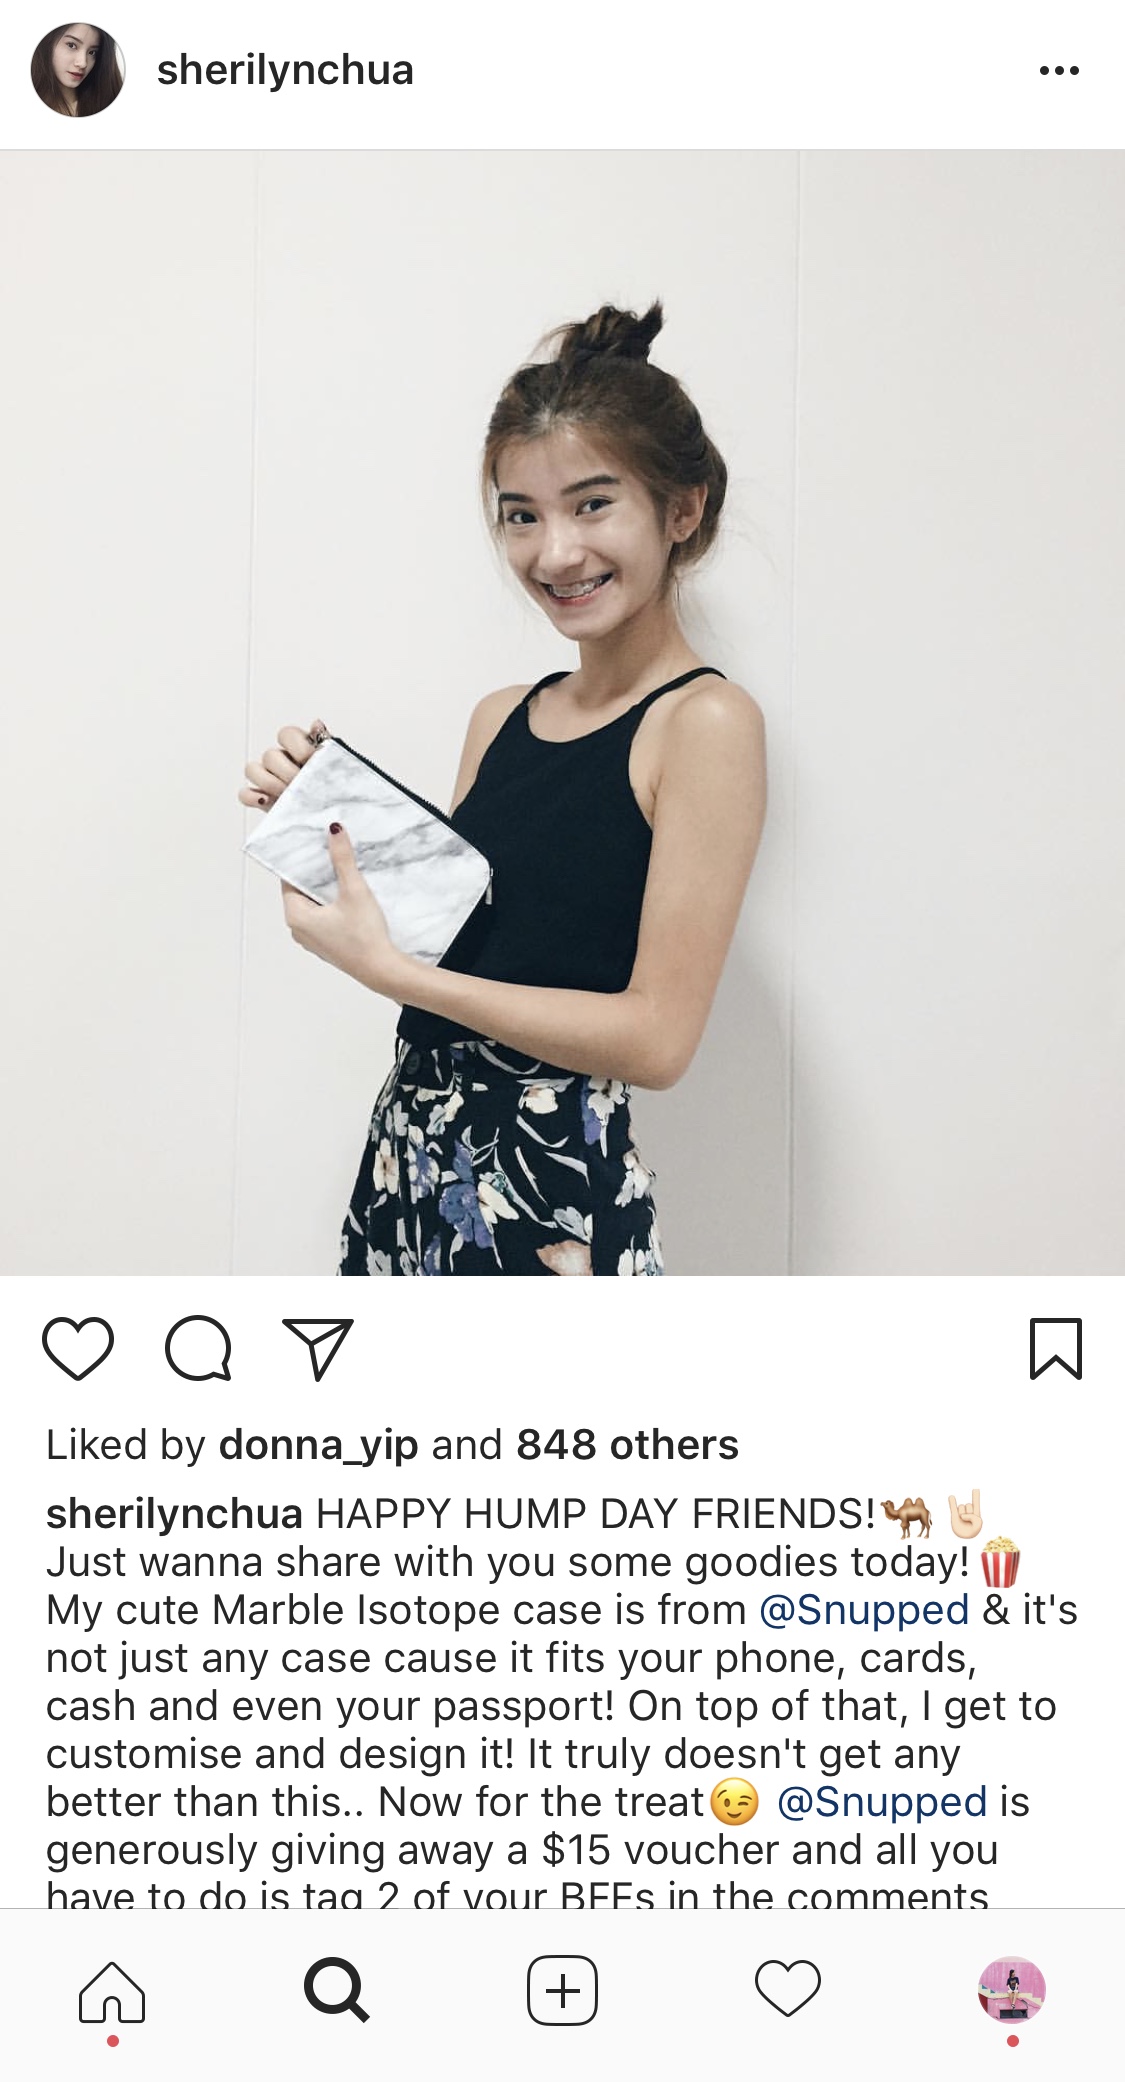 sherilynchua
Liked by donna_yip and 848 others
sherilynchua HAPPY HUMP DAY FRIENDS!🐫🤘🏻
Just wanna share with you some goodies today!🍿
My cute Marble Isotope case is from @Snupped & it's
not just any case cause it fits your phone, cards,
cash and even your passport! On top of that, I get to
customise and design it! It truly doesn't get any
better than this.. Now for the treat😉 @Snupped is
generously giving away a $15 voucher and all you
have to do is tag 2 of your BFFs in the comments